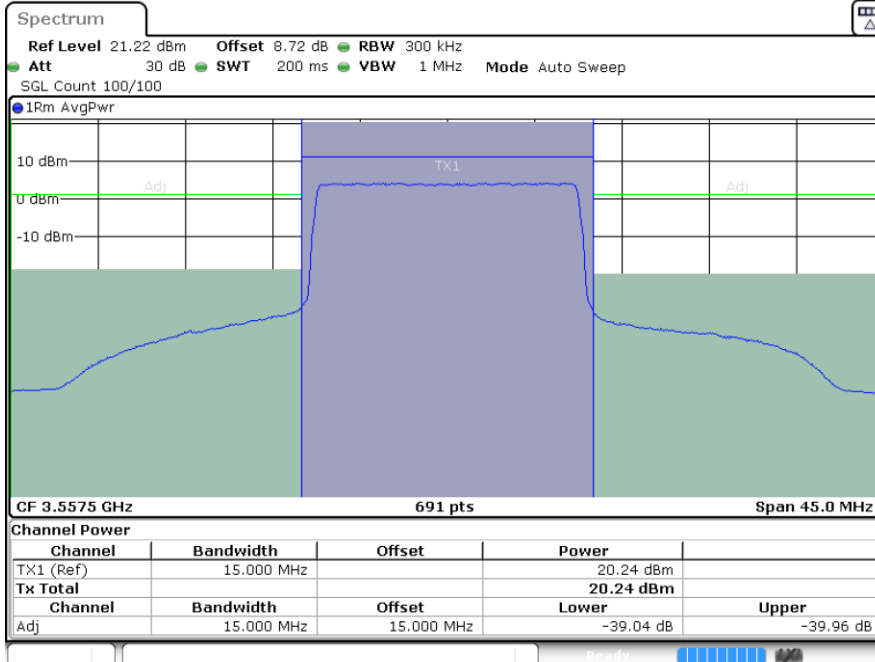 Spectrum
Ref Level 21.22 dBm Offset 8.72 dB RBW 300 kHz
Att 30 dB SWT 200 ms VBW 1 MHz Mode Auto Sweep
SGL Count 100/100
1Rm AvgPwr
10 dBm
TX1
Adj Adj
0 dBm
-10 dBm
CF 3.5575 GHz 691 pts Span 45.0 MHz
Channel Power
Channel Bandwidth Offset Power
TX1 (Ref) 15.000 MHz 20.24 dBm
Tx Total 20.24 dBm
Channel Bandwidth Offset Lower Upper
Adj 15.000 MHz 15.000 MHz -39.04 dB -39.96 dB
Ready